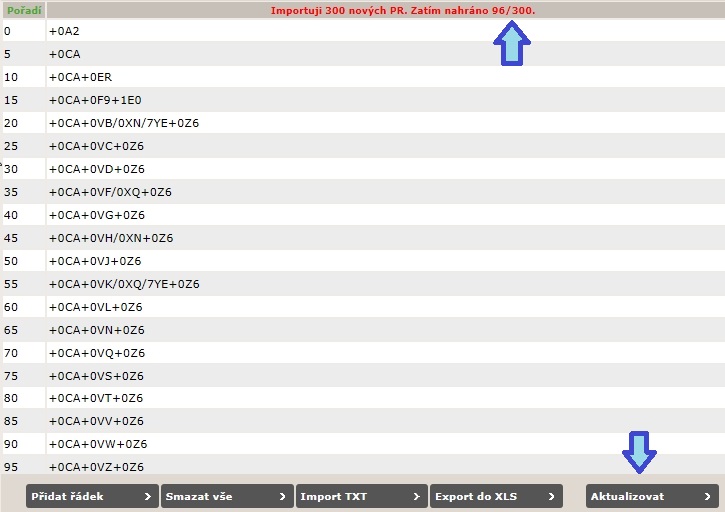 Pořadí Importuji 300 nových PR. Zatím nahráno 96/300.
0 +0A2
5 +0CA
10 +0CA+0ER
15 +0CA+0F9+1E0
20 +0CA+0VB/0XN/7YE+0Z6
25 +0CA+0VC+0Z6
30 +0CA+0VD+0Z6
35 +0CA+0VF/0XQ+0Z6
40 +0CA+0VG+0Z6
45 +0CA+0VH/0XN+0Z6
50 +0CA+0VJ+0Z6
55 +0CA+0VK/0XQ/7YE+0Z6
60 +0CA+0VL+0Z6
65 +0CA+0VN+0Z6
70 +0CA+0VQ+0Z6
75 +0CA+0VS+0Z6
80 +0CA+0VT+0Z6
85 +0CA+0VV+0Z6
90 +0CA+0VW+0Z6
95 +0CA+0VZ+0Z6
Přidat řádek > Smazat vše > Import TXT > Export do XLS > Aktualizovat >